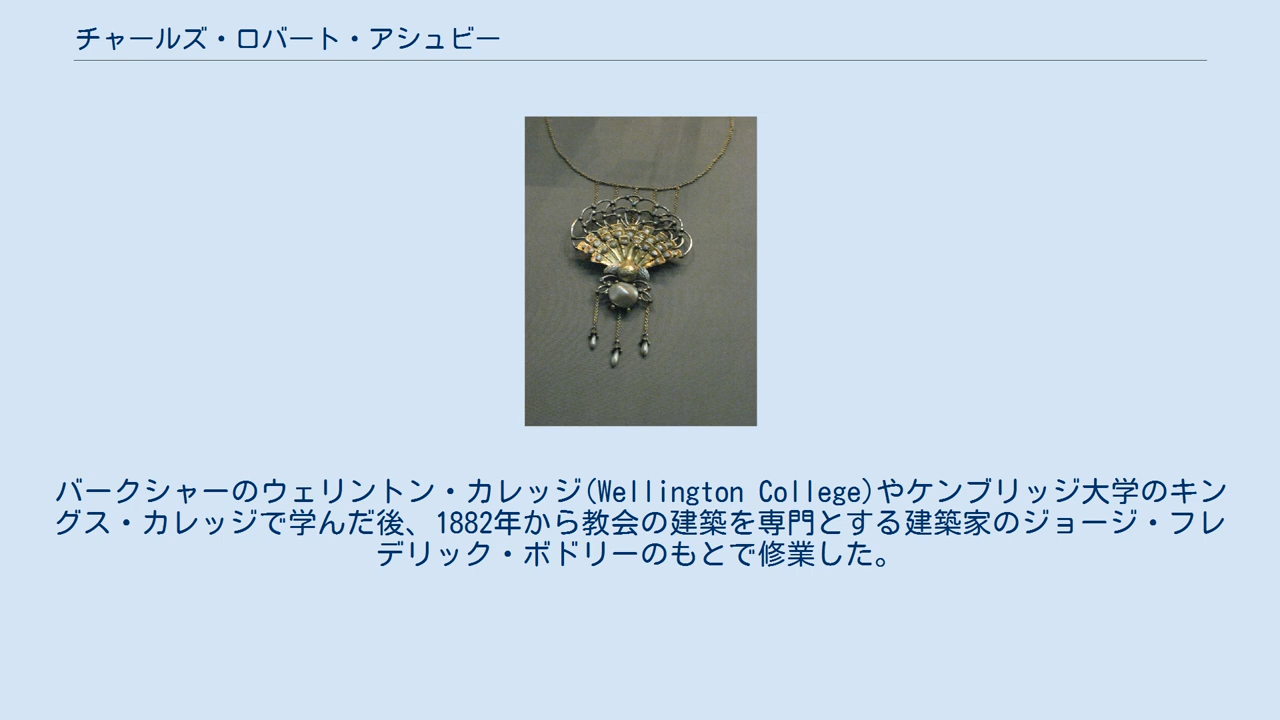 チャールズ・ロバート・アシュビー
バークシャーのウェリントン・カレッジ(Wellington College)やケンブリッジ大学のキン
グス・カレッジで学んだ後、1882年から教会の建築を専門とする建築家のジョージ・フレ
デリック・ボドリーのもとで修業した。